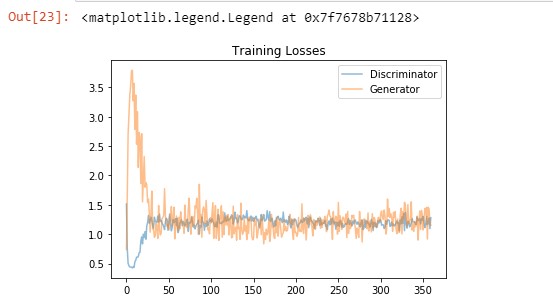 Out[23]: <matplotlib.legend.Legend at 0x7f7678b71128>
Training Losses
Discriminator
Generator
3.5
3.0
2.5
2.0
1.5
1.0
0.5
0 50 100 150 200 250 300 350